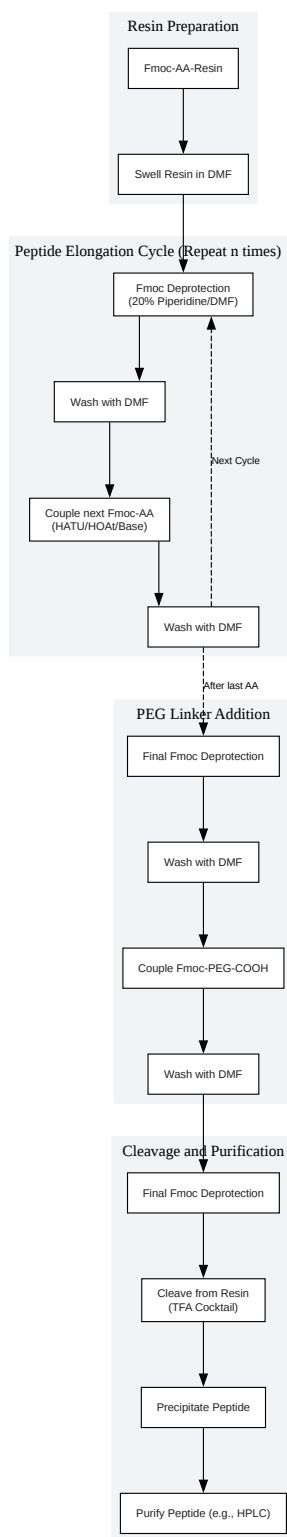 Resin Preparation
Fmoc-AA-Resin
Swell Resin in DMF
Peptide Elongation Cycle (Repeat n times)
Fmoc Deprotection
(20% Piperidine/DMF)
Wash with DMF
Next Cycle
Couple next Fmoc-AA
(HATU/HOAt/Base)
Wash with DMF
After last AA
PEG Linker Addition
Final Fmoc Deprotection
Wash with DMF
Couple Fmoc-PEG-COOH
Wash with DMF
Cleavage and Purification
Final Fmoc Deprotection
Cleave from Resin
(TFA Cocktail)
Precipitate Peptide
Purify Peptide (e.g., HPLC)